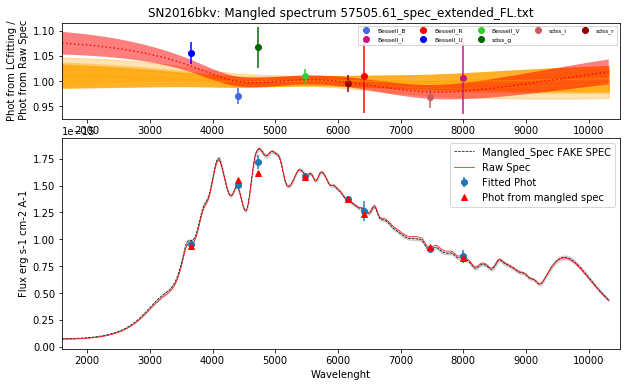 SN2016bkv: Mangled spectrum 57505.61_spec_extended_FL.txt
Phot from LCfitting /
Phot from Raw Spec
1.10
1.05
1.00
0.95
Bessell_B
Bessell_I
Bessell_R
Bessell_U
Bessell_V
sdss_g
sdss_i
sdss_r
2000 3000 4000 5000 6000 7000 8000 9000 10000
1e−15
Flux erg s-1 cm-2 A-1
1.75
1.50
1.25
1.00
0.75
0.50
0.25
0.00
Mangled_Spec FAKE SPEC
Raw Spec
Fitted Phot
Phot from mangled spec
2000 3000 4000 5000 6000 7000 8000 9000 10000
Wavelenght